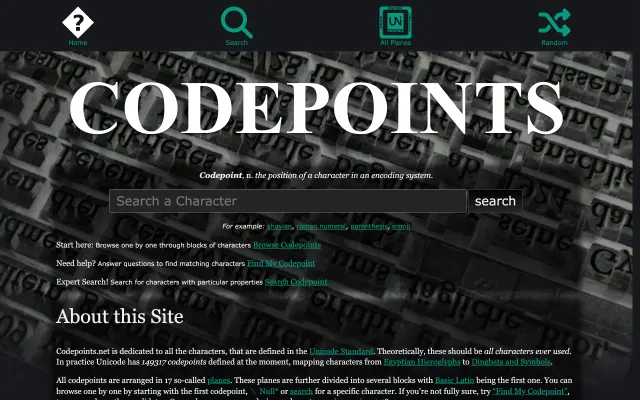 Home
Search
All Planes
Random
CODEPOINTS
Codepoint, n. the position of a character in an encoding system.
Search a Character
search
For example: shavian, roman numeral, parenthesis, emoji
Start here: Browse one by one through blocks of characters Browse Codepoints
Need help? Answer questions to find matching characters Find My Codepoint
Expert Search! Search for characters with particular properties Search Codepoint
About this Site
Codepoints.net is dedicated to all the characters, that are defined in the Unicode Standard. Theoretically, these should be all characters ever used.
In practice Unicode has 149317 codepoints defined at the moment, mapping characters from Egyptian Hieroglyphs to Dingbats and Symbols.
All codepoints are arranged in 17 so-called planes. These planes are further divided into several blocks with Basic Latin being the first one. You can
browse one by one by starting with the first codepoint, Null* or search for a specific character. If you're not fully sure, try "Find My Codepoint",